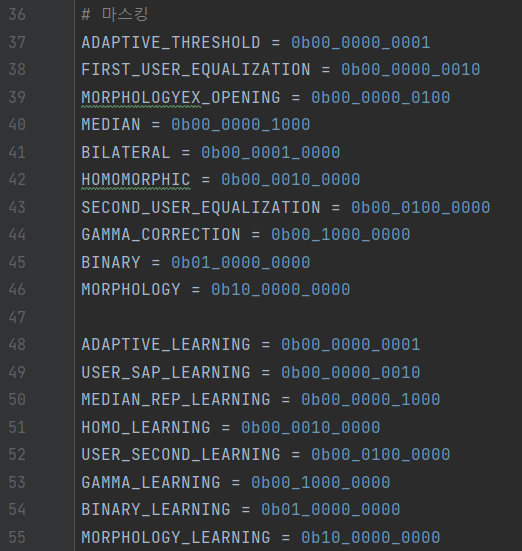 36 # 마스킹
37 ADAPTIVE_THRESHOLD = 0b00_0000_0001
38 FIRST_USER_EQUALIZATION = 0b00_0000_0010
39 MORPHOLOGYEX_OPENING = 0b00_0000_0100
40 MEDIAN = 0b00_0000_1000
41 BILATERAL = 0b00_0001_0000
42 HOMOMORPHIC = 0b00_0010_0000
43 SECOND_USER_EQUALIZATION = 0b00_0100_0000
44 GAMMA_CORRECTION = 0b00_1000_0000
45 BINARY = 0b01_0000_0000
46 MORPHOLOGY = 0b10_0000_0000
47
48 ADAPTIVE_LEARNING = 0b00_0000_0001
49 USER_SAP_LEARNING = 0b00_0000_0010
50 MEDIAN_REP_LEARNING = 0b00_0000_1000
51 HOMO_LEARNING = 0b00_0010_0000
52 USER_SECOND_LEARNING = 0b00_0100_0000
53 GAMMA_LEARNING = 0b00_1000_0000
54 BINARY_LEARNING = 0b01_0000_0000
55 MORPHOLOGY_LEARNING = 0b10_0000_0000